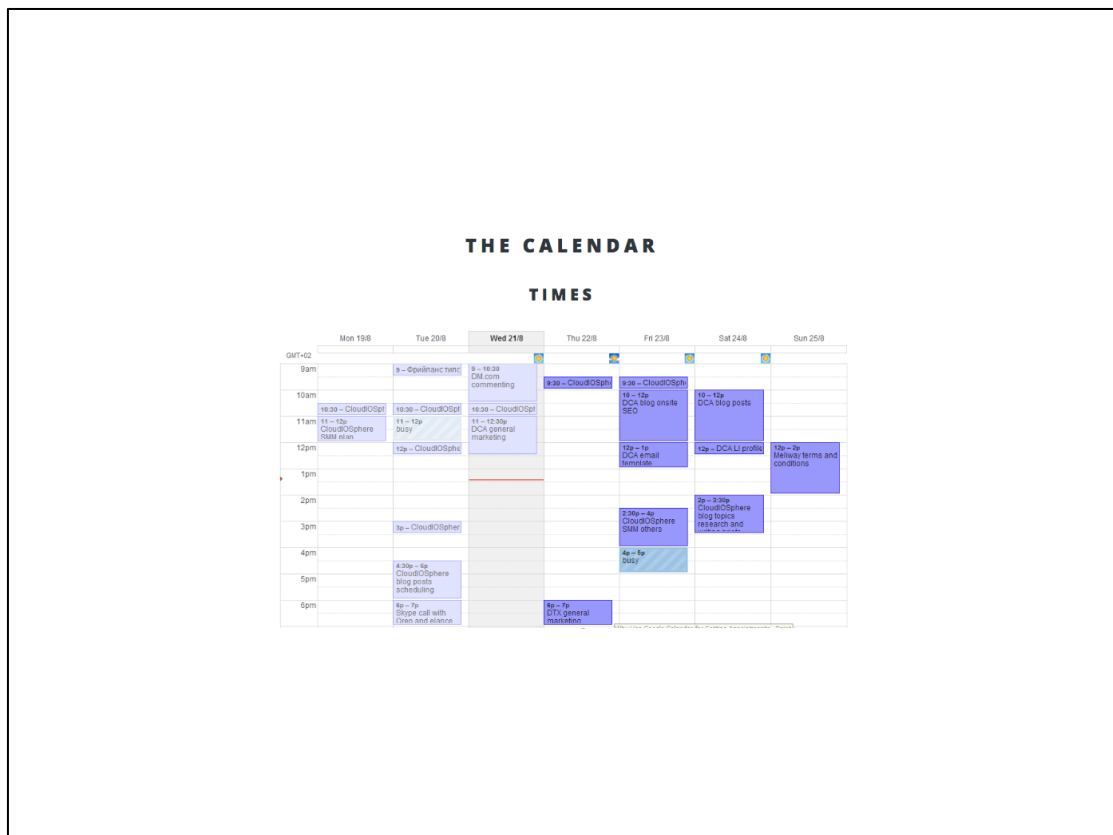 THE CALENDAR
TIMES
Mon 19/8 Tue 20/8 Wed 21/8 Thu 22/8 Fri 23/8 Sat 24/8 Sun 25/8
GMT+02
9am
10am
11am
12pm
1pm
2pm
3pm
4pm
5pm
6pm
10:30 – CloudIOSpl
11 – 12p
CloudIOSphere
SMM plan
9 – Фрийланс типс
10:30 – CloudIOSpl
11 – 12p
busy
12p – CloudIOSphe
3p – CloudIOSpher
4:30p – 6p
CloudIOSphere
blog posts
scheduling
6p – 7p
Skype call with
Oren and elance
9 – 10:30
DM.com
commenting
10:30 – CloudIOSpl
11 – 12:30p
DCA general
marketing
9:30 – CloudIOSph
6p – 7p
DTX general
marketing
9:30 – CloudIOSph
10 – 12p
DCA blog onsite
SEO
12p – 1p
DCA email
template
2:30p – 4p
CloudIOSphere
SMM others
4p – 5p
busy
10 – 12p
DCA blog posts
12p – DCA LI profile
2p – 3:30p
CloudIOSphere
blog topics
research and
12p – 2p
Meliway terms and
conditions